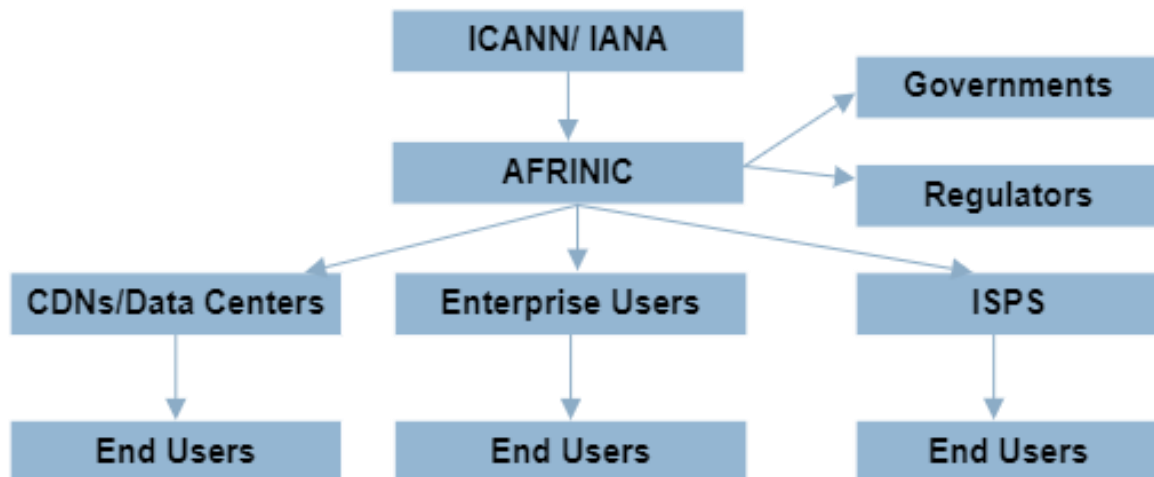 ICANN/ IANA
Governments
AFRINIC
Regulators
CDNs/Data Centers
Enterprise Users
ISPS
End Users
End Users
End Users